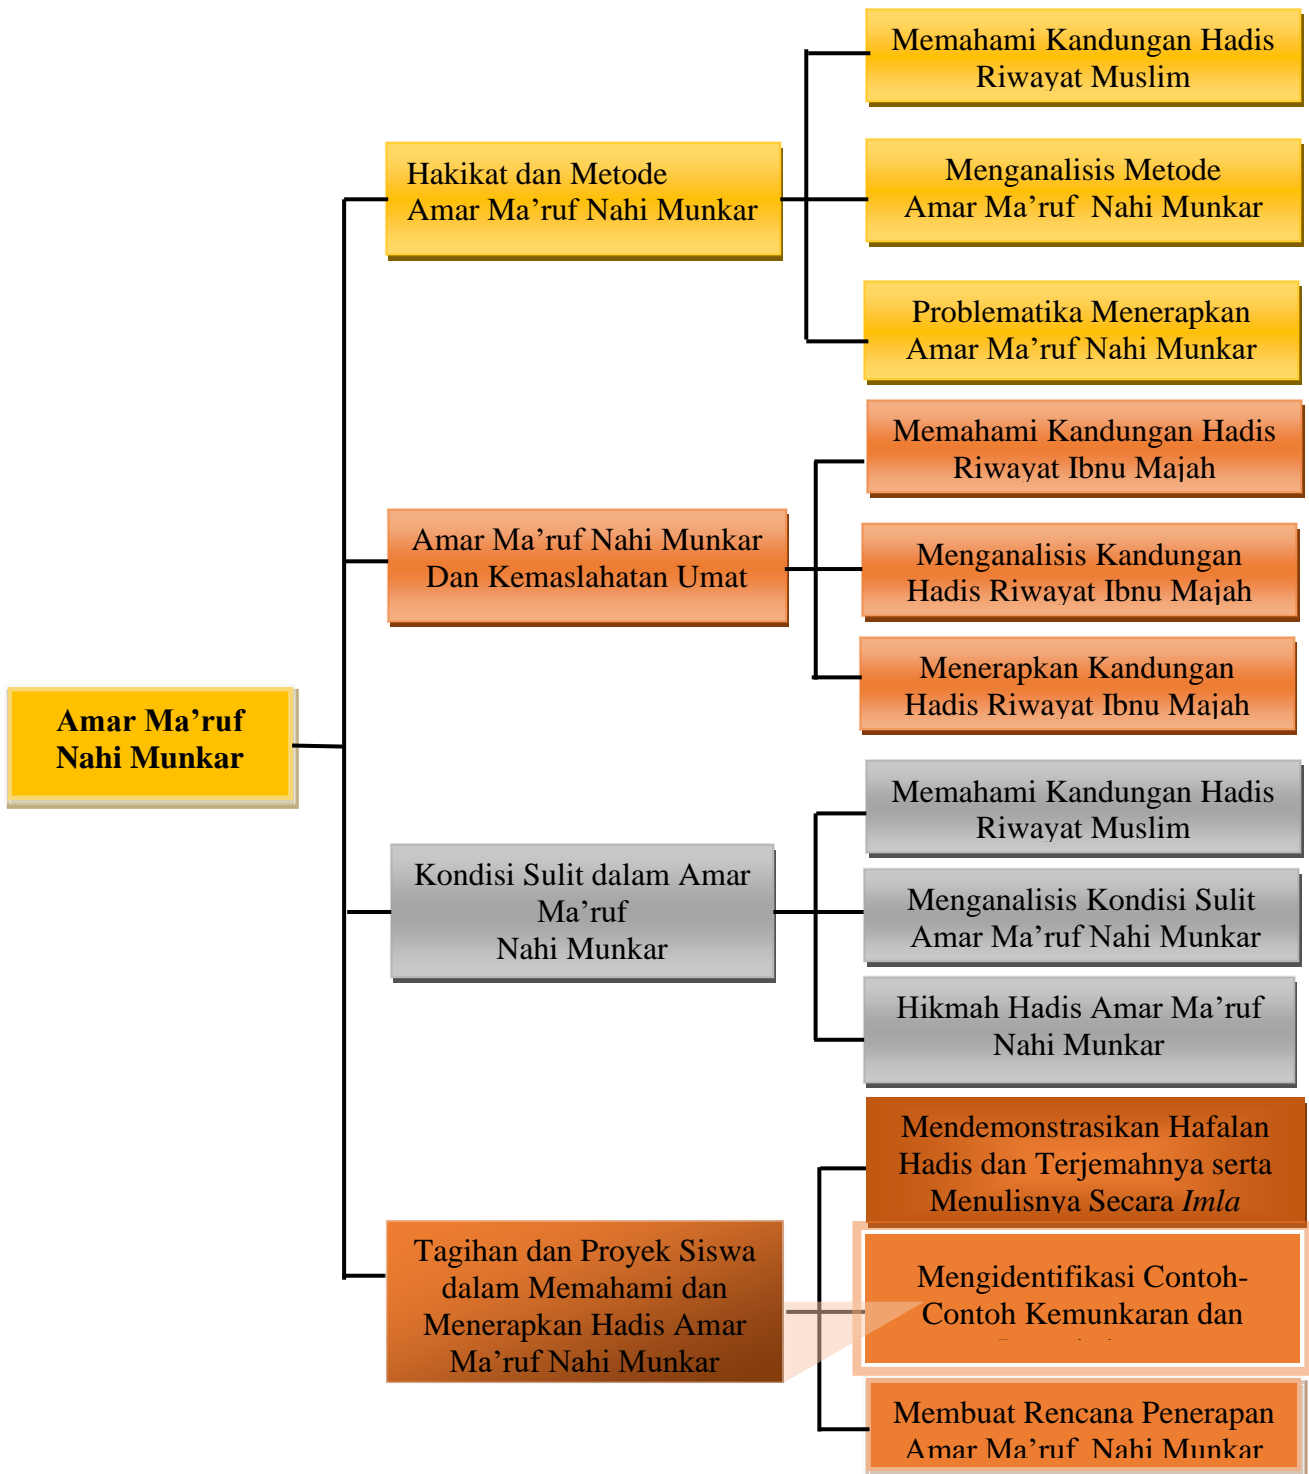 Amar Ma’ruf
Nahi Munkar
Hakikat dan Metode
Amar Ma’ruf Nahi Munkar
Memahami Kandungan Hadis
Riwayat Muslim
Menganalisis Metode
Amar Ma’ruf Nahi Munkar
Problematika Menerapkan
Amar Ma’ruf Nahi Munkar
Amar Ma’ruf Nahi Munkar
Dan Kemaslahatan Umat
Memahami Kandungan Hadis
Riwayat Ibnu Majah
Menganalisis Kandungan
Hadis Riwayat Ibnu Majah
Menerapkan Kandungan
Hadis Riwayat Ibnu Majah
Kondisi Sulit dalam Amar
Ma’ruf
Nahi Munkar
Memahami Kandungan Hadis
Riwayat Muslim
Menganalisis Kondisi Sulit
Amar Ma’ruf Nahi Munkar
Hikmah Hadis Amar Ma’ruf
Nahi Munkar
Tagihan dan Proyek Siswa
dalam Memahami dan
Menerapkan Hadis Amar
Ma’ruf Nahi Munkar
Mendemonstrasikan Hafalan
Hadis dan Terjemahnya serta
Menulisnya Secara Imla
Mengidentifikasi Contoh-
Contoh Kemunkaran dan
Membuat Rencana Penerapan
Amar Ma’ruf Nahi Munkar